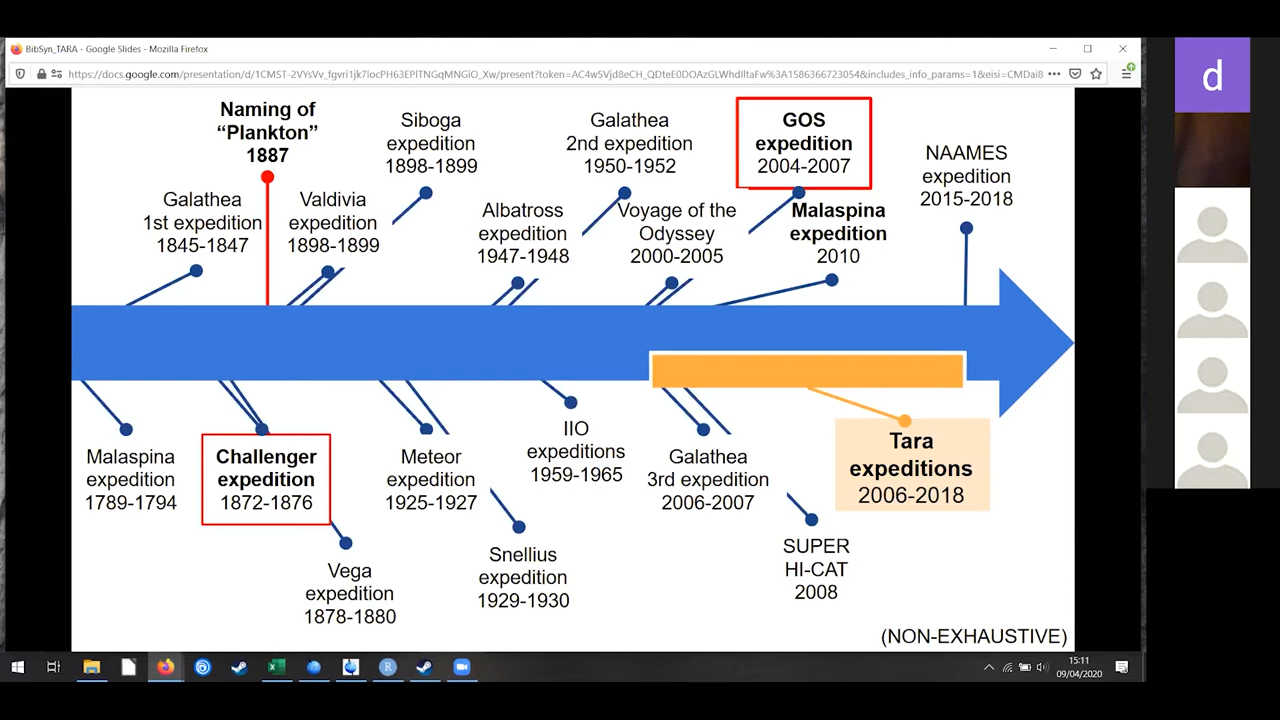 BibSyn_TARA - Google Slides - Mozilla Firefox
d
Naming of
“Plankton”
1887
Siboga
expedition
1898-1899
Galathea
2nd expedition
1950-1952
GOS
expedition
2004-2007
NAAMES
expedition
2015-2018
Galathea
1st expedition
1845-1847
Valdivia
expedition
1898-1899
Albatross
expedition
1947-1948
Voyage of the
Odyssey
2000-2005
Malaspina
expedition
2010
Malaspina
expedition
1789-1794
Challenger
expedition
1872-1876
Meteor
expedition
1925-1927
IIO
expeditions
1959-1965
Galathea
3rd expedition
2006-2007
Tara
expeditions
2006-2018
Vega
expedition
1878-1880
Snellius
expedition
1929-1930
SUPER
HI-CAT
2008
(NON-EXHAUSTIVE)
15:11
09/04/2020